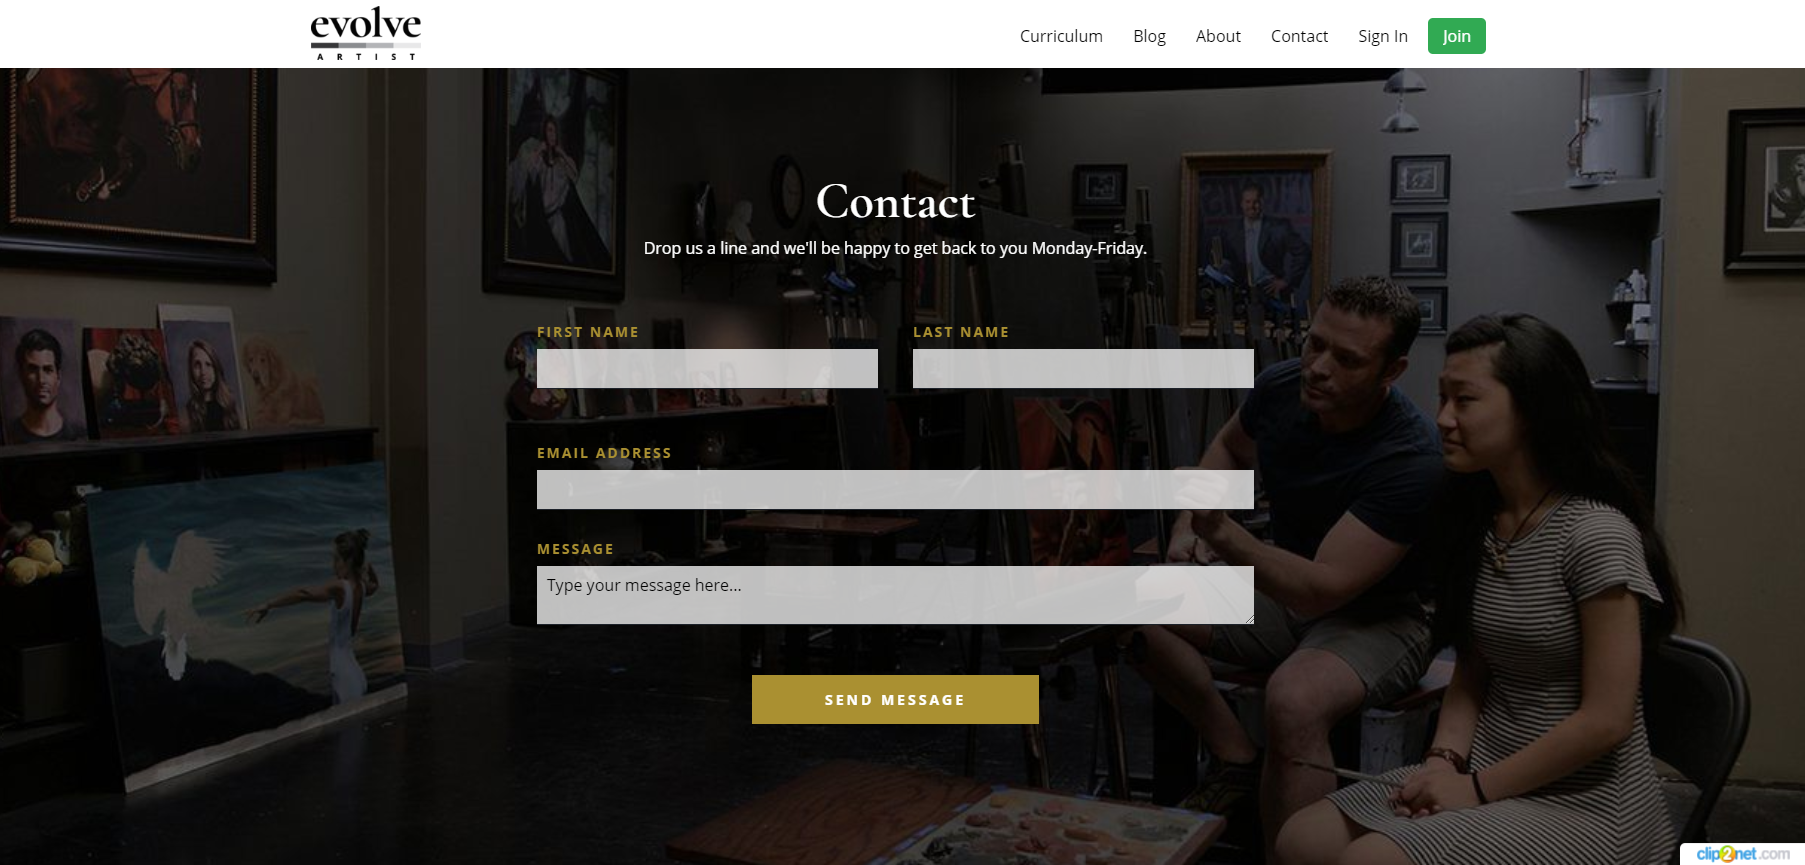 evolve
ARTIST
Curriculum Blog About Contact Sign In Join
Contact
Drop us a line and we'll be happy to get back to you Monday-Friday.
FIRST NAME LAST NAME
EMAIL ADDRESS
MESSAGE
Type your message here...
SEND MESSAGE
clip2net.com